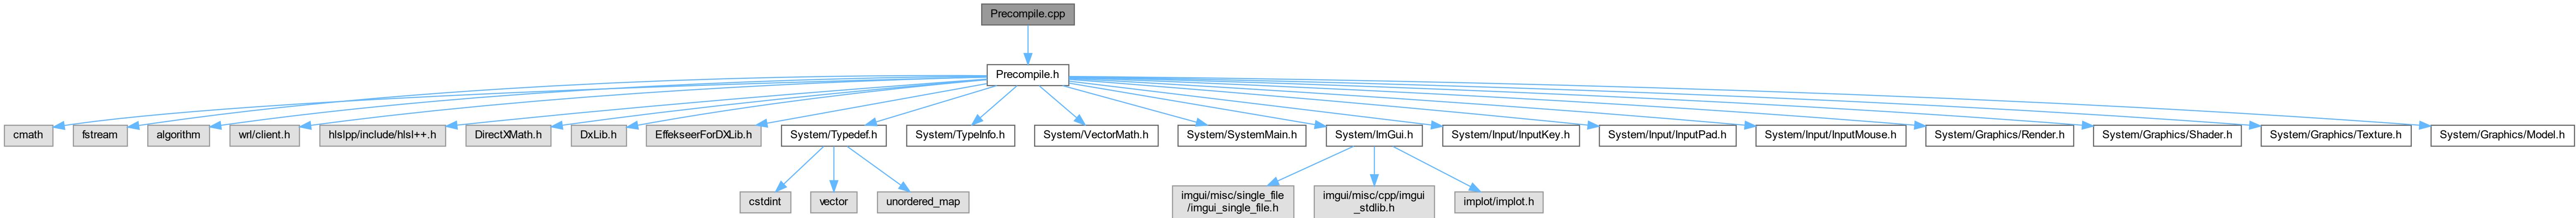 Precompile.cpp
Precompile.h
cmath
fstream
algorithm
wrl/client.h
hlslpp/include/hlsl++.h
DirectXMath.h
DxLib.h
EffekseerForDXLib.h
System/Typedef.h
System/TypeInfo.h
System/VectorMath.h
System/SystemMain.h
System/ImGui.h
System/Input/InputKey.h
System/Input/InputPad.h
System/Input/InputMouse.h
System/Graphics/Render.h
System/Graphics/Shader.h
System/Graphics/Texture.h
System/Graphics/Model.h
cstdint
vector
unordered_map
imgui/misc/single_file
/imgui_single_file.h
imgui/misc/cpp/imgui
_stdlib.h
implot/implot.h